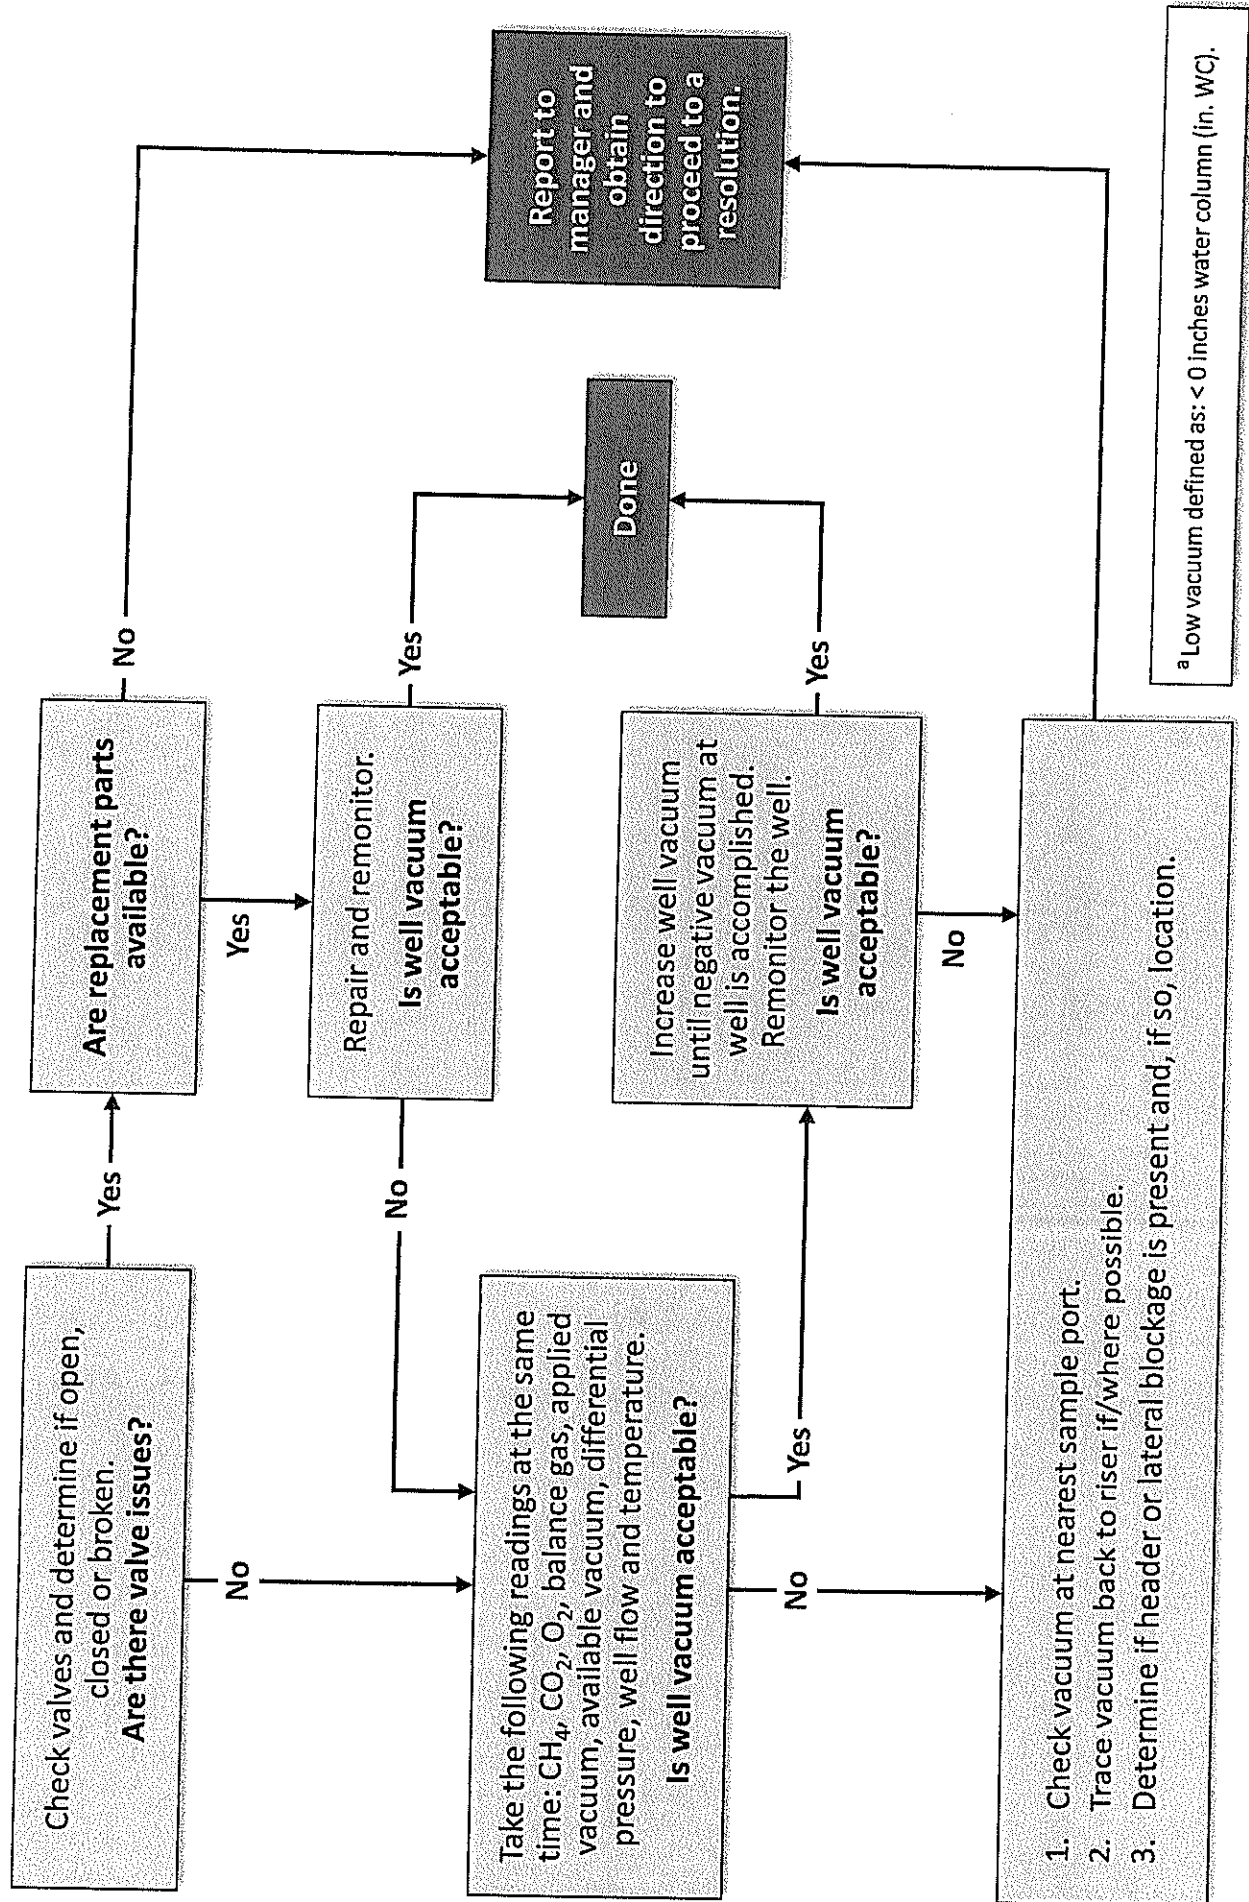 Check valves and determine if open,
closed or broken.
Are there valve issues?
Yes
No
Are replacement parts
available?
No
Yes
Repair and remonitor.
Is well vacuum
acceptable?
Yes
No
Take the following readings at the same
time: CH4, CO2, O2, balance gas, applied
vacuum, available vacuum, differential
pressure, well flow and temperature.
Is well vacuum acceptable?
Yes
No
Increase well vacuum
until negative vacuum at
well is accomplished.
Remonitor the well.
Is well vacuum
acceptable?
Yes
No
Done
Report to
manager and
obtain
direction to
proceed to a
resolution.
1. Check vacuum at nearest sample port.
2. Trace vacuum back to riser if/where possible.
3. Determine if header or lateral blockage is present and, if so, location.
a Low vacuum defined as: < 0 inches water column (in. WC).